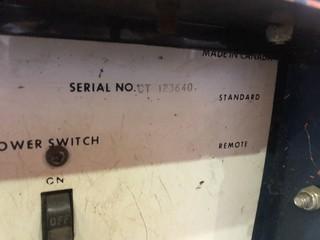 MADE IN CANADA
SERIAL NO. CT 123640.
STANDARD
OWER SWITCH
REMOTE
ON
OFF